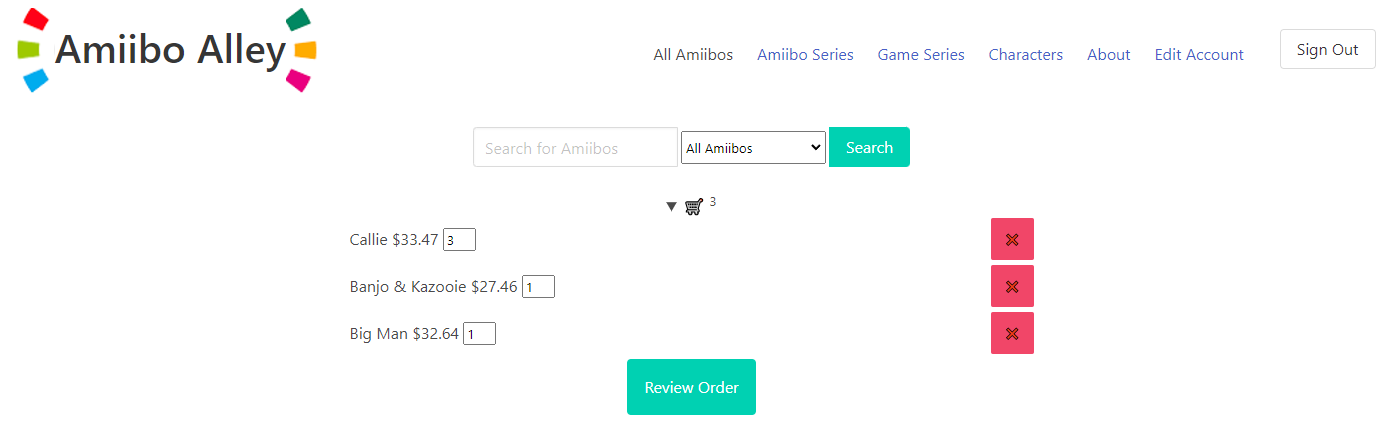 Amiibo Alley
All Amiibos Amiibo Series Game Series Characters About Edit Account Sign Out
Search for Amiibos All Amiibos Search
3
Callie $33.47 3
Banjo & Kazooie $27.46 1
Big Man $32.64 1
Review Order